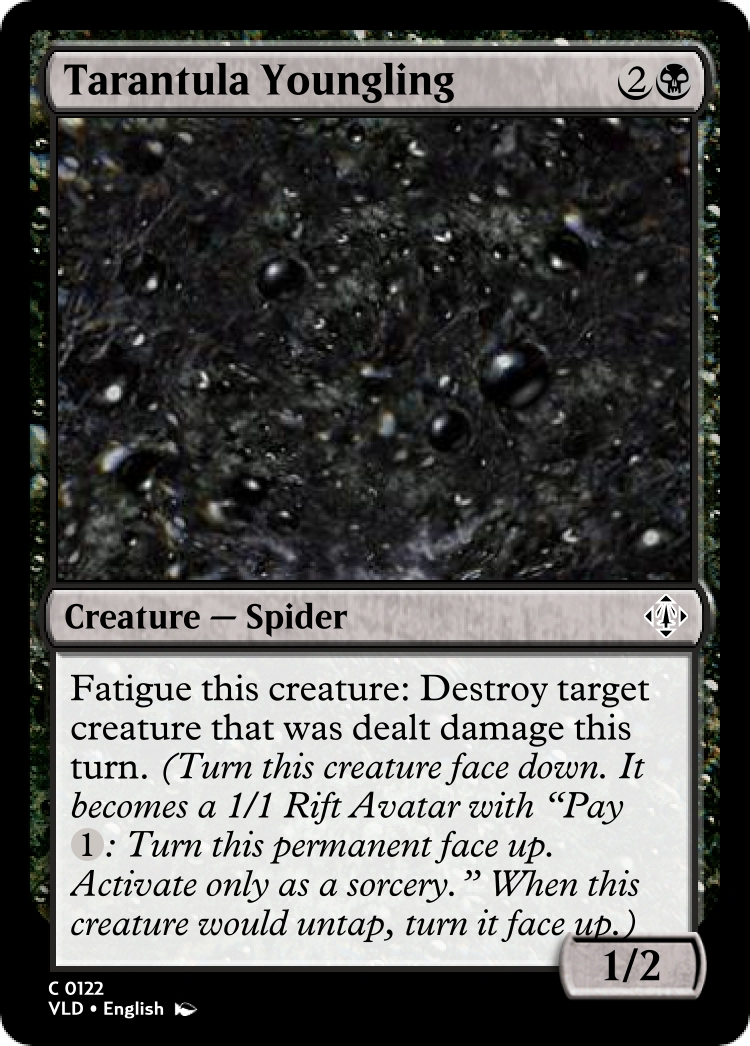 Tarantula Youngling 2
Creature — Spider
Fatigue this creature: Destroy target
creature that was dealt damage this
turn. (Turn this creature face down. It
becomes a 1/1 Rift Avatar with “Pay
1: Turn this permanent face up.
Activate only as a sorcery.” When this
creature would untap, turn it face up.)
1/2
C 0122
VLD • English